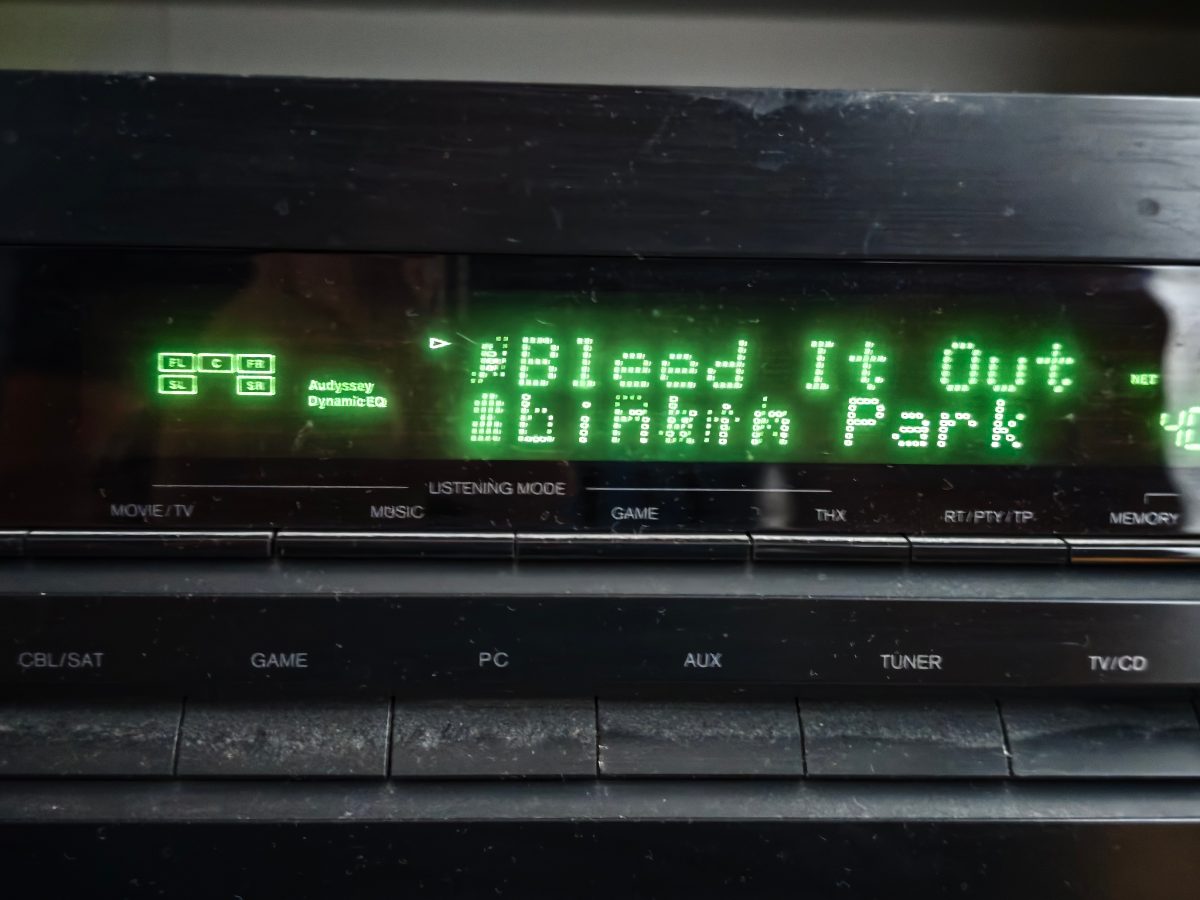 FL C FR
SL SR
Audyssey
Dynamic EQ
Bleed It Out
Linkin Park
NET
LISTENING MODE
MOVIE/TV MUSIC GAME THX RT/PTY/TP MEMORY
CBL/SAT GAME PC AUX TUNER TV/CD